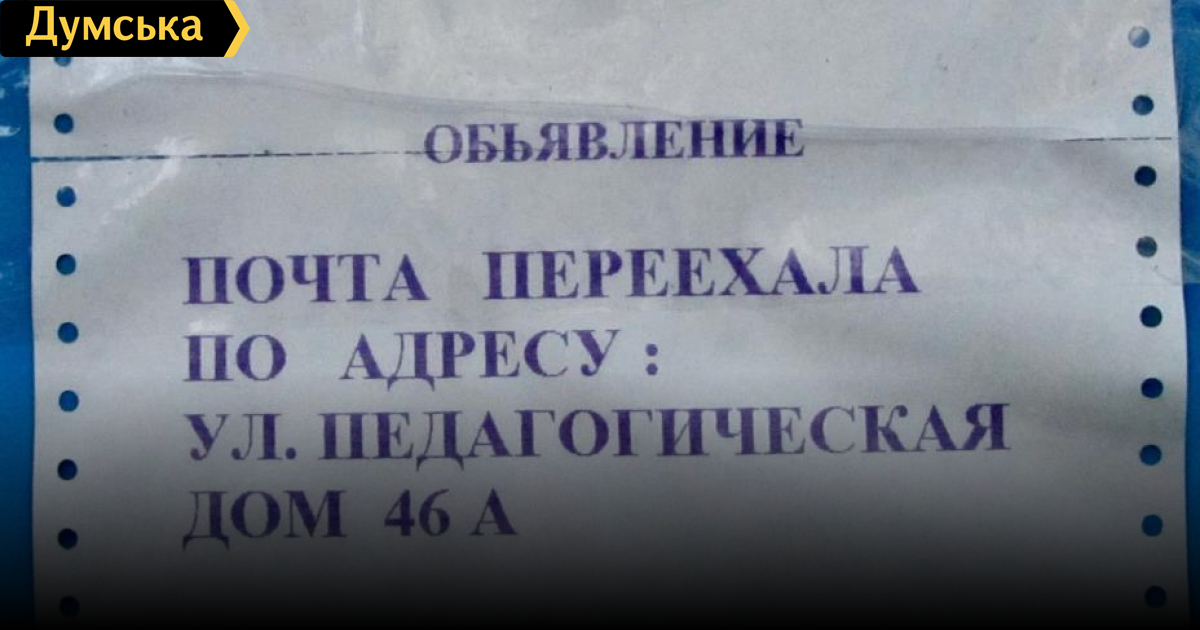 Думська
ОБЬЯВЛЕНИЕ
ПОЧТА ПЕРЕЕХАЛА
ПО АДРЕСУ :
УЛ. ПЕДАГОГИЧЕСКАЯ
ДОМ 46 А